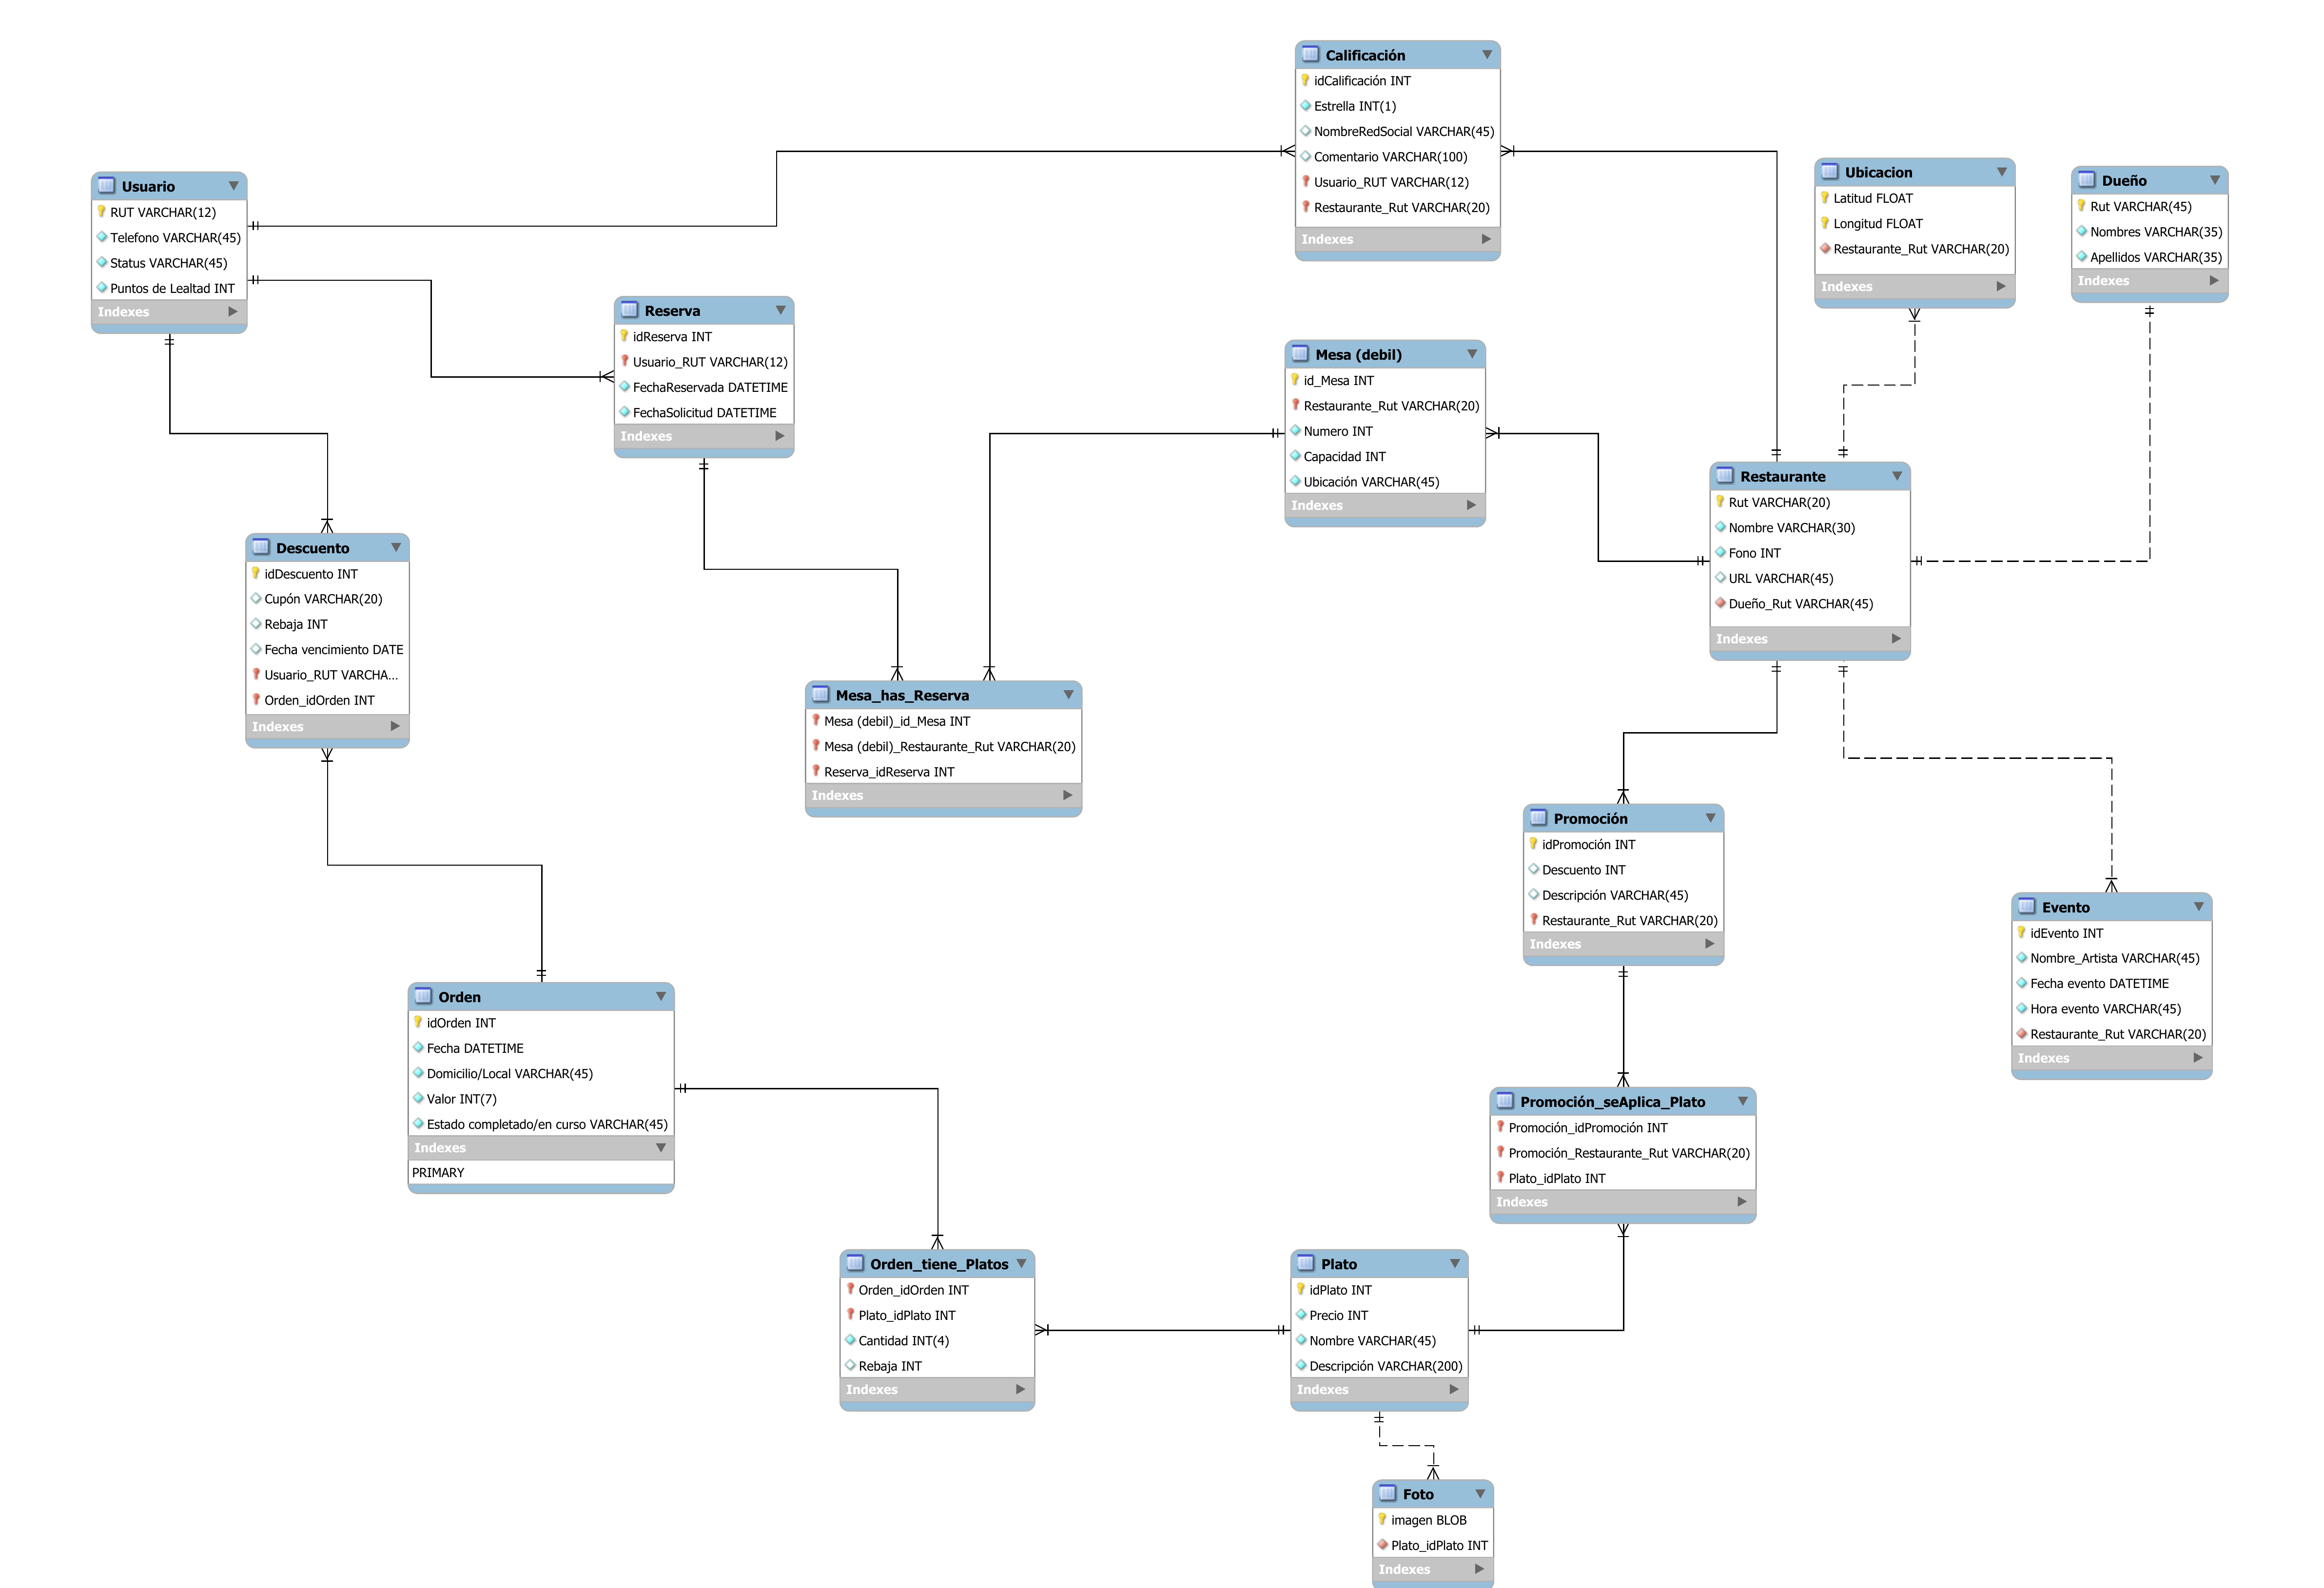 Calificación
idCalificación INT
Estrella INT(1)
NombreRedSocial VARCHAR(45)
Comentario VARCHAR(100)
Usuario_RUT VARCHAR(12)
Restaurante_Rut VARCHAR(20)
Indexes
Ubicacion
Latitud FLOAT
Longitud FLOAT
Restaurante_Rut VARCHAR(20)
Indexes
Dueño
Rut VARCHAR(45)
Nombres VARCHAR(35)
Apellidos VARCHAR(35)
Indexes
Usuario
RUT VARCHAR(12)
Telefono VARCHAR(45)
Status VARCHAR(45)
Puntos de Lealtad INT
Indexes
Reserva
idReserva INT
Usuario_RUT VARCHAR(12)
FechaReservada DATETIME
FechaSolicitud DATETIME
Indexes
Mesa (debil)
id_Mesa INT
Restaurante_Rut VARCHAR(20)
Numero INT
Capacidad INT
Ubicación VARCHAR(45)
Indexes
Restaurante
Rut VARCHAR(20)
Nombre VARCHAR(30)
Fono INT
URL VARCHAR(45)
Dueño_Rut VARCHAR(45)
Indexes
Descuento
idDescuento INT
Cupón VARCHAR(20)
Rebaja INT
Fecha vencimiento DATE
Usuario_RUT VARCHA...
Orden_idOrden INT
Indexes
Mesa_has_Reserva
Mesa (debil)_id_Mesa INT
Mesa (debil)_Restaurante_Rut VARCHAR(20)
Reserva_idReserva INT
Indexes
Promoción
idPromoción INT
Descuento INT
Descripción VARCHAR(45)
Restaurante_Rut VARCHAR(20)
Indexes
Evento
idEvento INT
Nombre_Artista VARCHAR(45)
Fecha evento DATETIME
Hora evento VARCHAR(45)
Restaurante_Rut VARCHAR(20)
Indexes
Orden
idOrden INT
Fecha DATETIME
Domicilio/Local VARCHAR(45)
Valor INT(7)
Estado completado/en curso VARCHAR(45)
Indexes
PRIMARY
Promoción_seAplica_Plato
Promoción_idPromoción INT
Promoción_Restaurante_Rut VARCHAR(20)
Plato_idPlato INT
Indexes
Orden_tiene_Platos
Orden_idOrden INT
Plato_idPlato INT
Cantidad INT(4)
Rebaja INT
Indexes
Plato
idPlato INT
Precio INT
Nombre VARCHAR(45)
Descripción VARCHAR(200)
Indexes
Foto
imagen BLOB
Plato_idPlato INT
Indexes